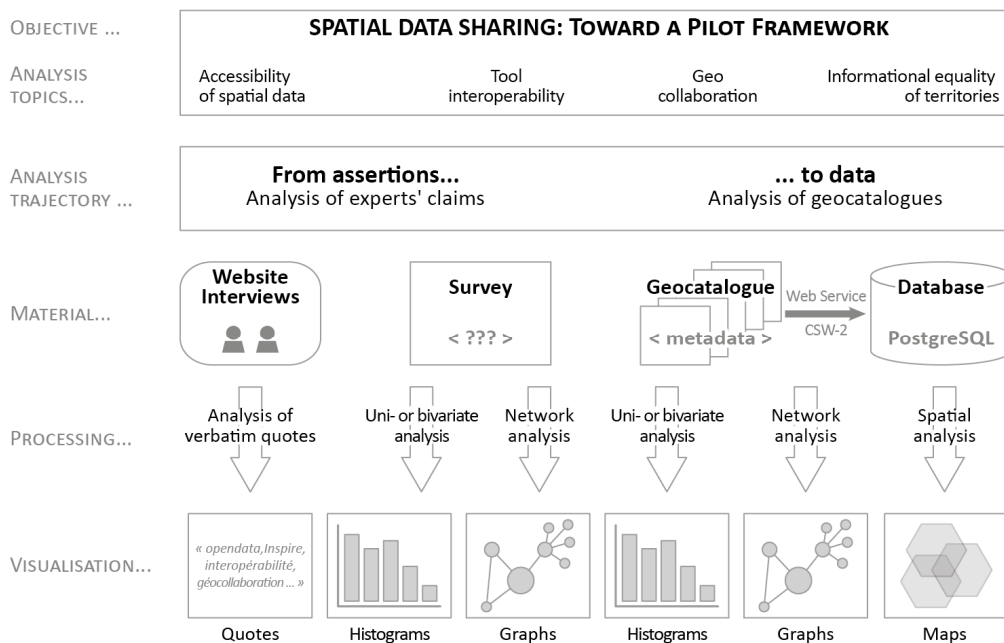 OBJECTIVE ...
SPATIAL DATA SHARING: TOWARD A PILOT FRAMEWORK
ANALYSIS
TOPICS...
Accessibility
of spatial data
Tool
interoperability
Geo
collaboration
Informational equality
of territories
ANALYSIS
TRAJECTORY ...
From assertions...
Analysis of experts' claims
... to data
Analysis of geocatalogues
MATERIAL...
Website
Interviews
Survey
< ??? >
Geocatalogue
< metadata >
Web Service
CSW-2
Database
PostgreSQL
PROCESSING...
Analysis of
verbatim quotes
Uni- or bivariate
analysis
Network
analysis
Uni- or bivariate
analysis
Network
analysis
Spatial
analysis
VISUALISATION...
« opendata,Inspire,
interopérabilité,
géocollaboration ... »
Quotes
Histograms
Graphs
Histograms
Graphs
Maps